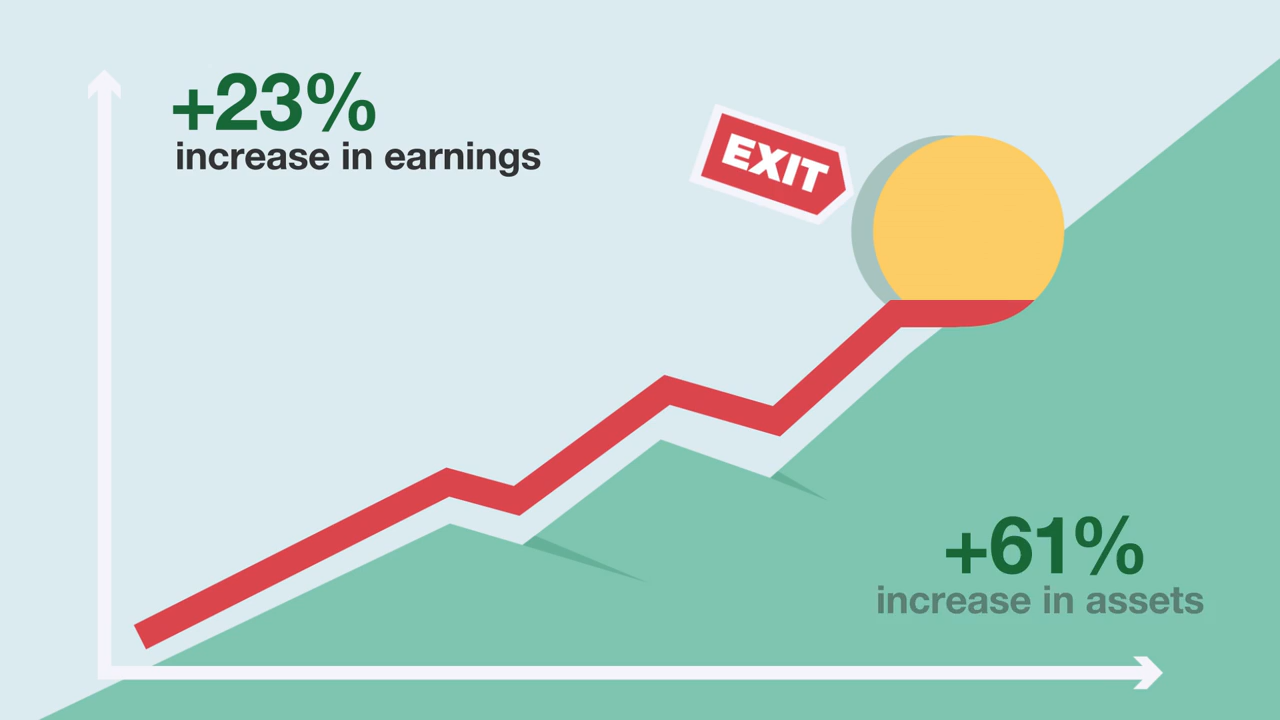 +23%
increase in earnings
EXIT
+61%
increase in assets